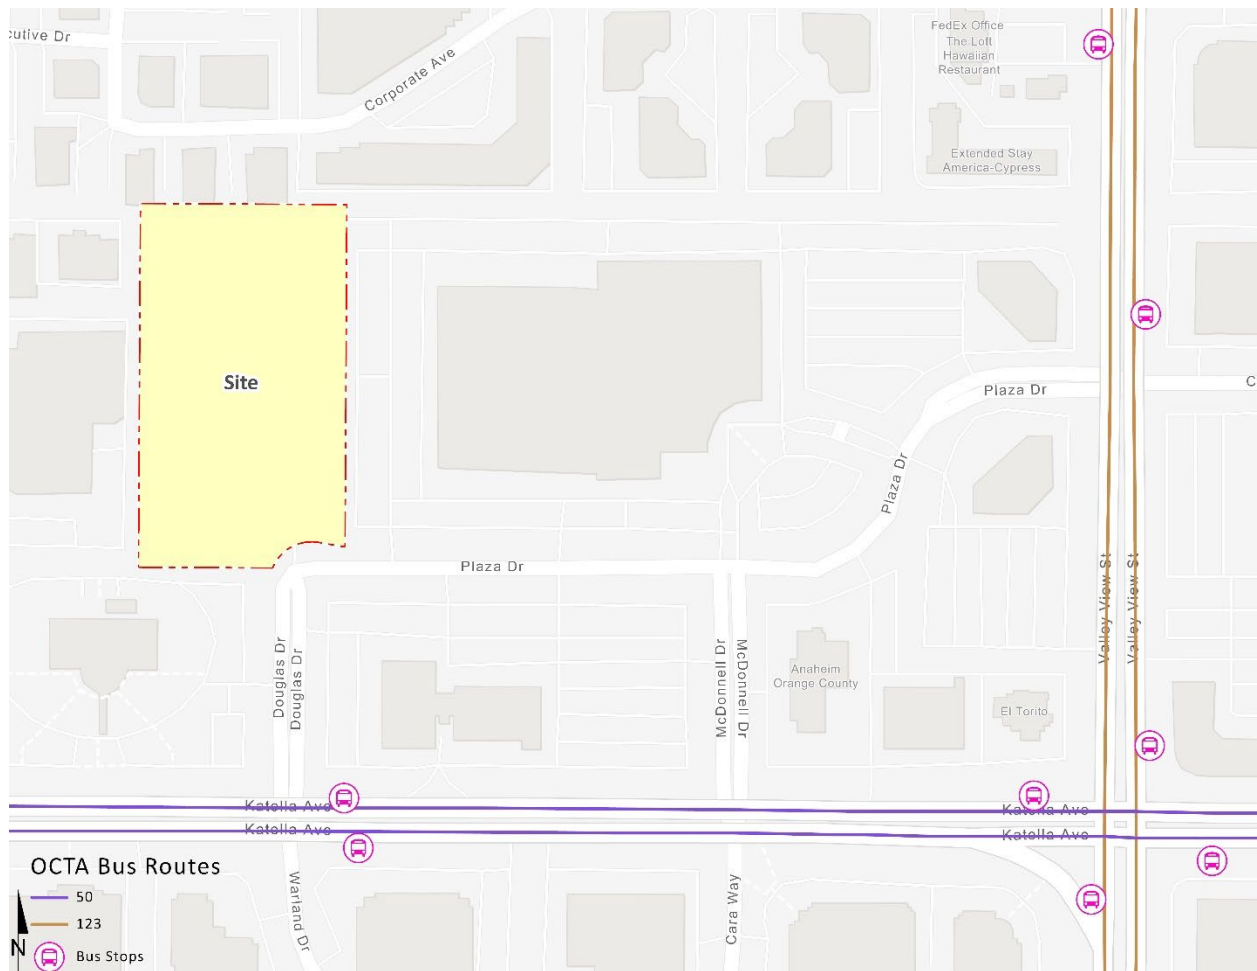 cutive Dr
Corporate Ave
FedEx Office
The Loft
Hawaiian
Restaurant
Extended Stay
America-Cypress
Site
Plaza Dr
C
Plaza Dr
Plaza Dr
Valley View St
Valley View St
Douglas Dr
Douglas Dr
McDonnell Dr
McDonnell Dr
Anaheim
Orange County
El Torito
Katella Ave
Katella Ave
Katella Ave
Katella Ave
Warland Dr
Cara Way
OCTA Bus Routes
50
123
N
Bus Stops